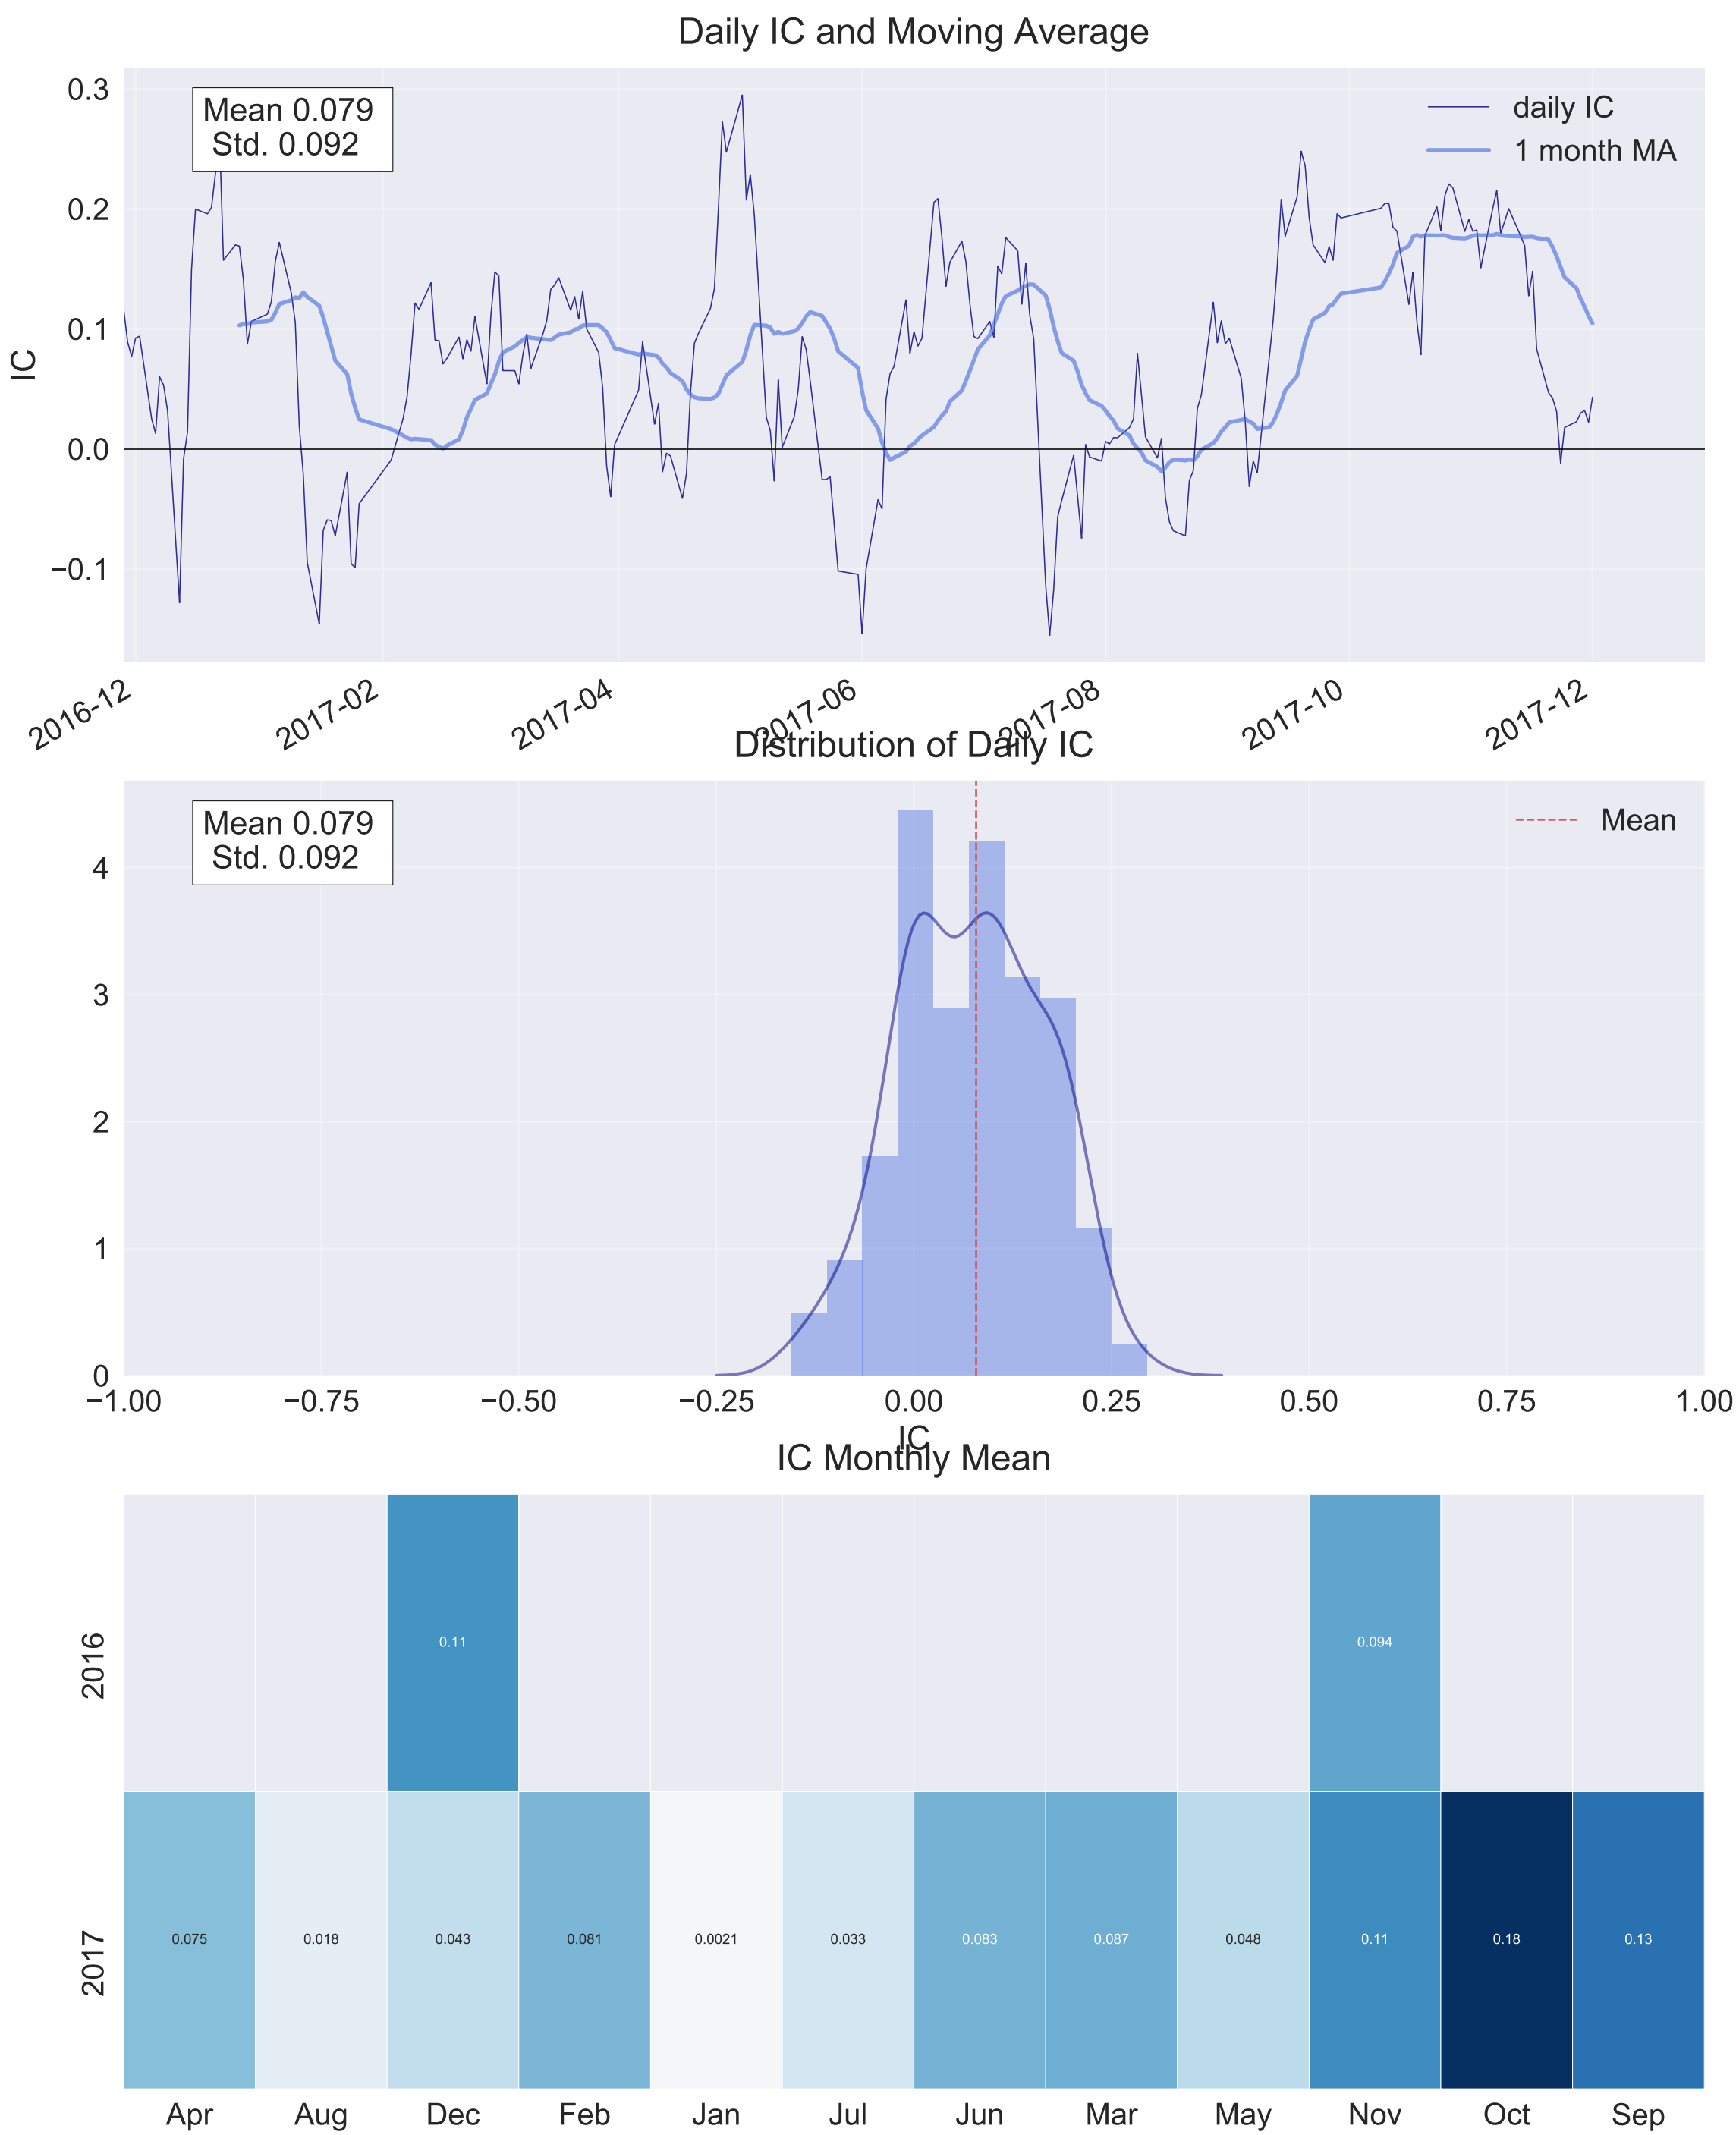 Daily IC and Moving Average
0.3
0.2
0.1
0.0
−0.1
IC
Mean 0.079
Std. 0.092
daily IC
1 month MA
2016-12
2017-02
2017-04
2017-06
2017-08
2017-10
2017-12
Distribution of Daily IC
Mean 0.079
Std. 0.092
Mean
4
3
2
1
0
−1.00 −0.75 −0.50 −0.25 0.00 0.25 0.50 0.75 1.00
IC
IC Monthly Mean
2016
0.11 0.094
2017
0.075 0.018 0.043 0.081 0.0021 0.033 0.083 0.087 0.048 0.11 0.18 0.13
Apr Aug Dec Feb Jan Jul Jun Mar May Nov Oct Sep